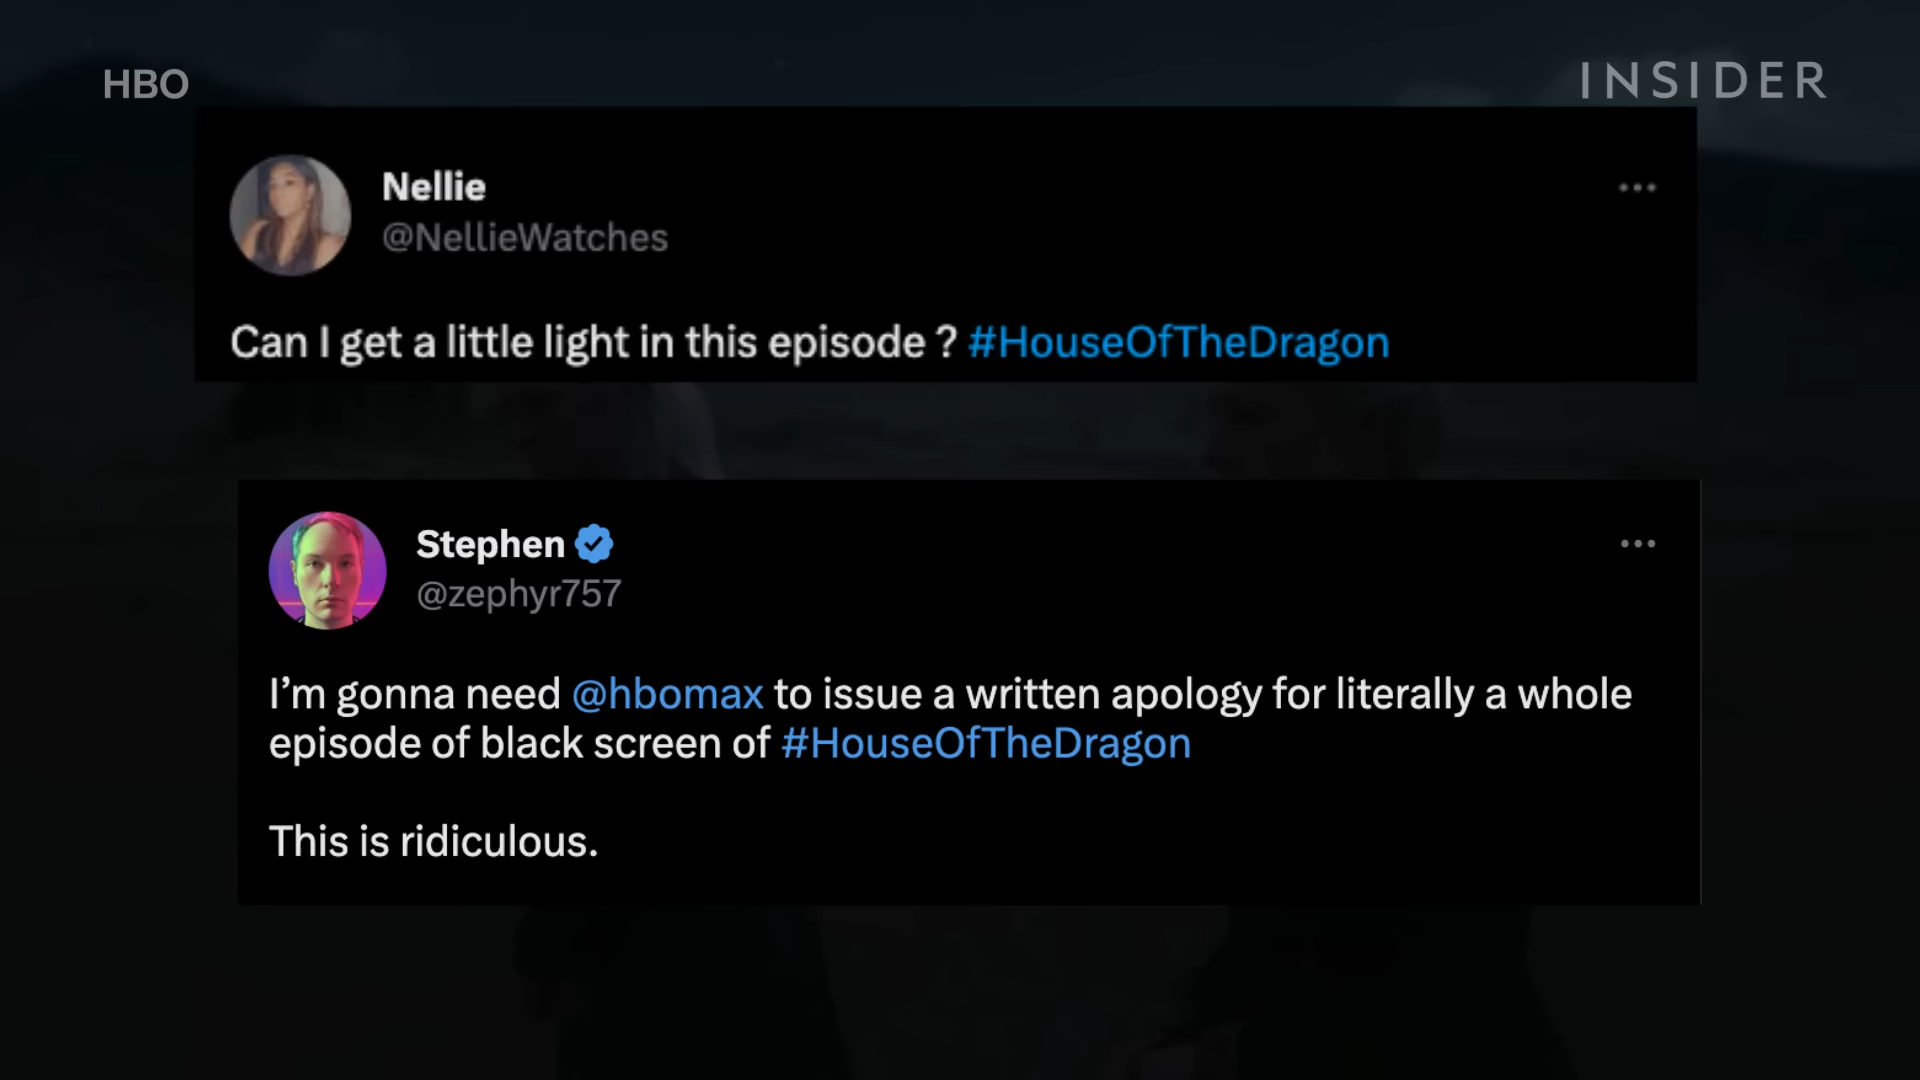 HBO
INSIDER
Nellie
@NellieWatches
Can I get a little light in this episode ? #HouseOfTheDragon
Stephen
@zephyr757
I’m gonna need @hbomax to issue a written apology for literally a whole
episode of black screen of #HouseOfTheDragon
This is ridiculous.